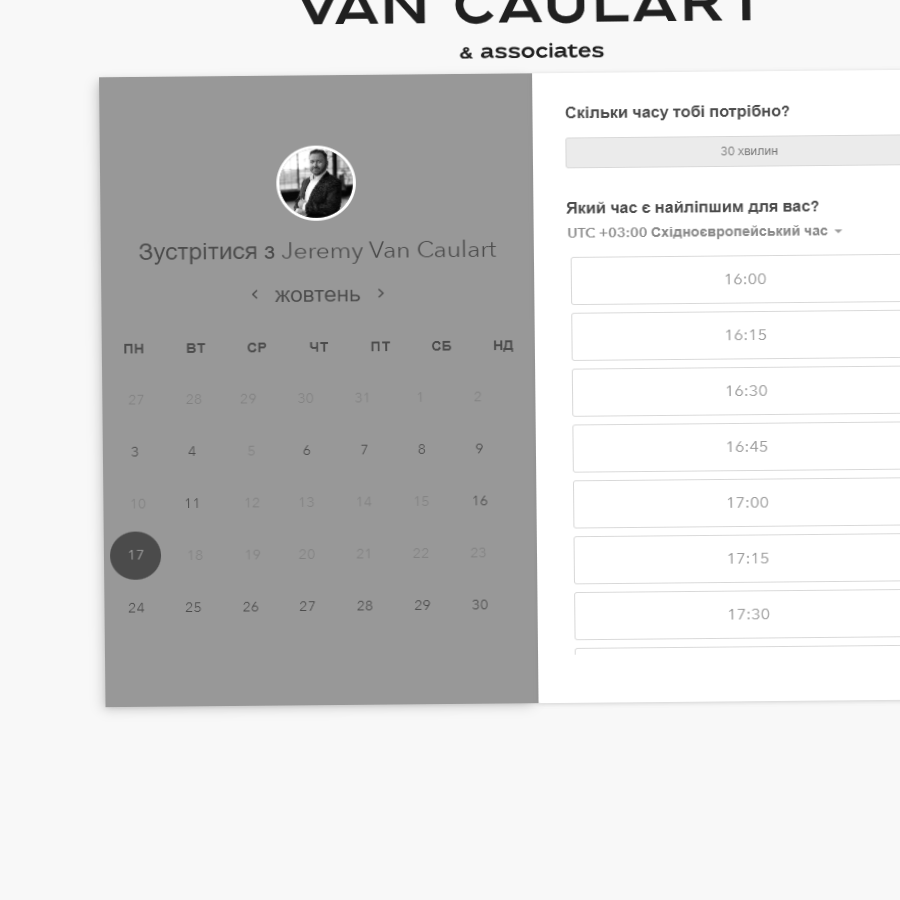 VAN CAULART
& associates
Зустрітися з Jeremy Van Caulart
‹ жовтень ›
ПН ВТ СР ЧТ ПТ СБ НД
27 28 29 30 31 1 2
3 4 5 6 7 8 9
10 11 12 13 14 15 16
17 18 19 20 21 22 23
24 25 26 27 28 29 30
Скільки часу тобі потрібно?
30 хвилин
Який час є найліпшим для вас?
UTC +03:00 Східноєвропейський час
16:00
16:15
16:30
16:45
17:00
17:15
17:30